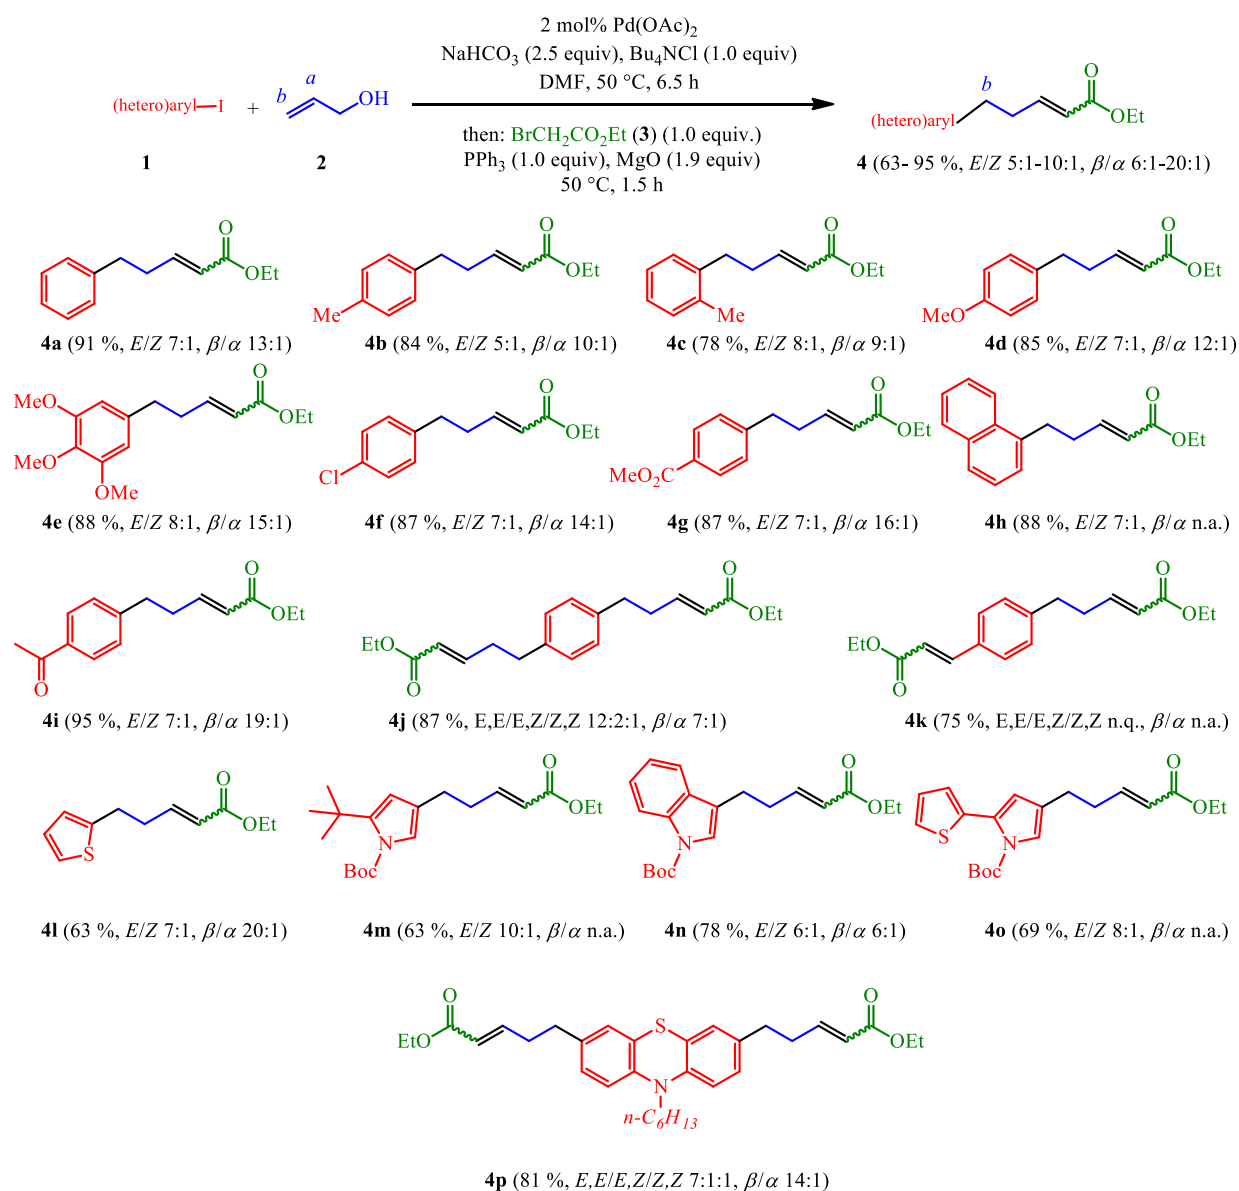 2 mol% Pd(OAc)2
NaHCO3 (2.5 equiv), Bu4NCl (1.0 equiv)
DMF, 50 °C, 6.5 h
(hetero)aryl I + b a OH
then: BrCH2CO2Et (3) (1.0 equiv.)
PPh3 (1.0 equiv), MgO (1.9 equiv)
50 °C, 1.5 h
(hetero)aryl b O OEt
1 2 4 (63- 95 %, E/Z 5:1-10:1, β/α 6:1-20:1)
O OEt
O OEt Me
O OEt Me
O OEt MeO
4a (91 %, E/Z 7:1, β/α 13:1)
4b (84 %, E/Z 5:1, β/α 10:1)
4c (78 %, E/Z 8:1, β/α 9:1)
4d (85 %, E/Z 7:1, β/α 12:1)
MeO MeO OMe O OEt
Cl O OEt
MeO2C O OEt
O OEt
4e (88 %, E/Z 8:1, β/α 15:1)
4f (87 %, E/Z 7:1, β/α 14:1)
4g (87 %, E/Z 7:1, β/α 16:1)
4h (88 %, E/Z 7:1, β/α n.a.)
O O OEt
EtO O O OEt
EtO O O OEt
4i (95 %, E/Z 7:1, β/α 19:1)
4j (87 %, E,E/E,Z/Z,Z 12:2:1, β/α 7:1)
4k (75 %, E,E/E,Z/Z,Z n.q., β/α n.a.)
S O OEt
N Boc O OEt
N Boc O OEt
S N Boc O OEt
4l (63 %, E/Z 7:1, β/α 20:1)
4m (63 %, E/Z 10:1, β/α n.a.)
4n (78 %, E/Z 6:1, β/α 6:1)
4o (69 %, E/Z 8:1, β/α n.a.)
EtO O S N O OEt
n-C6H13
4p (81 %, E,E/E,Z/Z,Z 7:1:1, β/α 14:1)